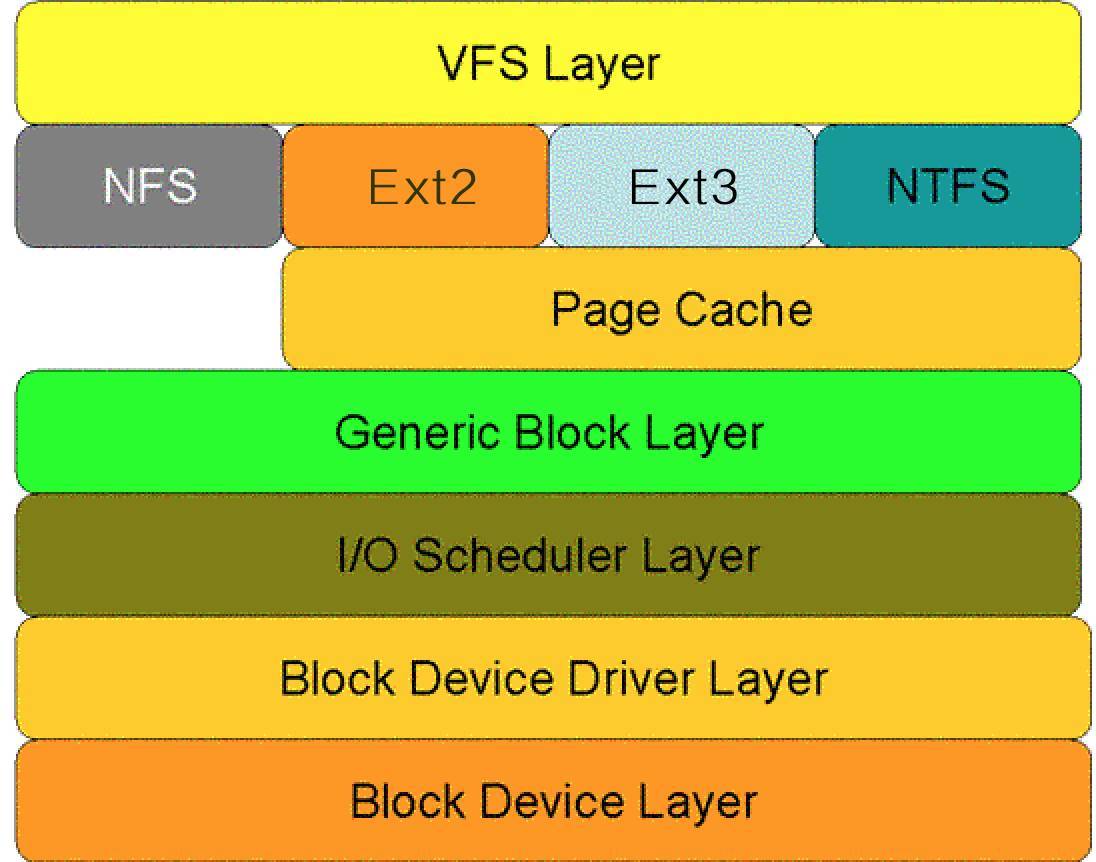 VFS Layer
NFS Ext2 Ext3 NTFS
Page Cache
Generic Block Layer
I/O Scheduler Layer
Block Device Driver Layer
Block Device Layer